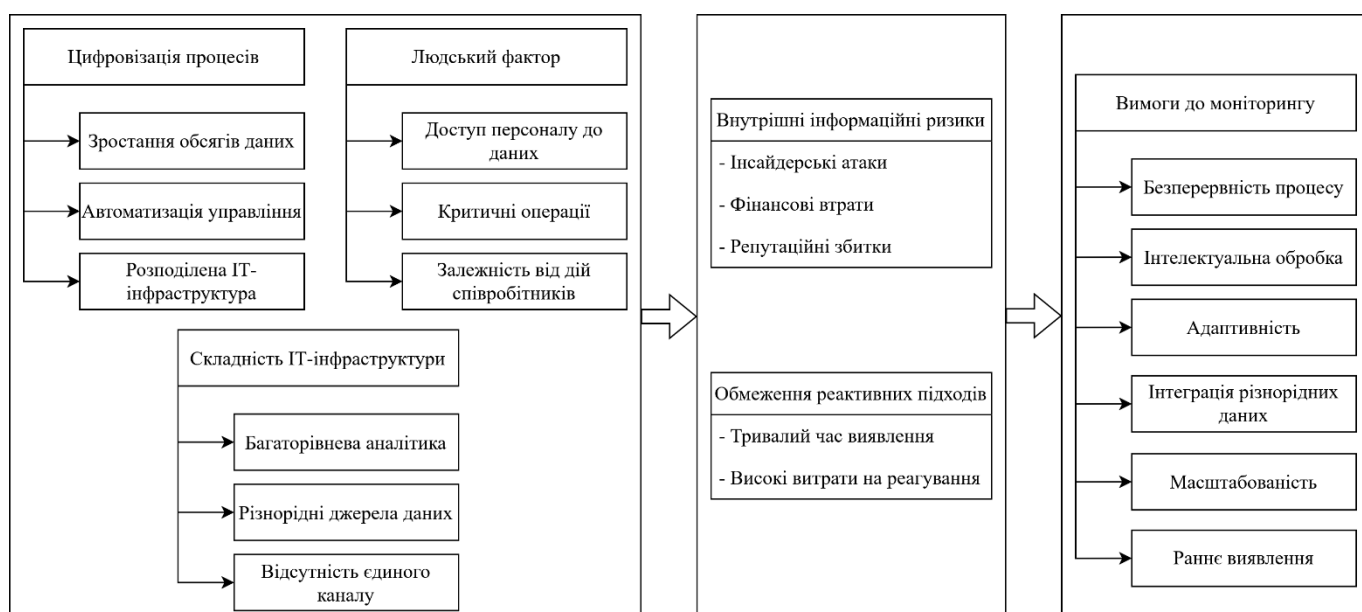 Цифровізація процесів
Зростання обсягів даних
Автоматизація управління
Розподілена ІТ-
інфраструктура
Людський фактор
Доступ персоналу до
даних
Критичні операції
Залежність від дій
співробітників
Складність ІТ-інфраструктури
Багаторівнева аналітика
Різнорідні джерела даних
Відсутність єдиного
каналу
Внутрішні інформаційні ризики
- Інсайдерські атаки
- Фінансові втрати
- Репутаційні збитки
Обмеження реактивних підходів
- Тривалий час виявлення
- Високі витрати на реагування
Вимоги до моніторингу
Безперервність процесу
Інтелектуальна обробка
Адаптивність
Інтеграція різнорідних
даних
Масштабованість
Раннє виявлення